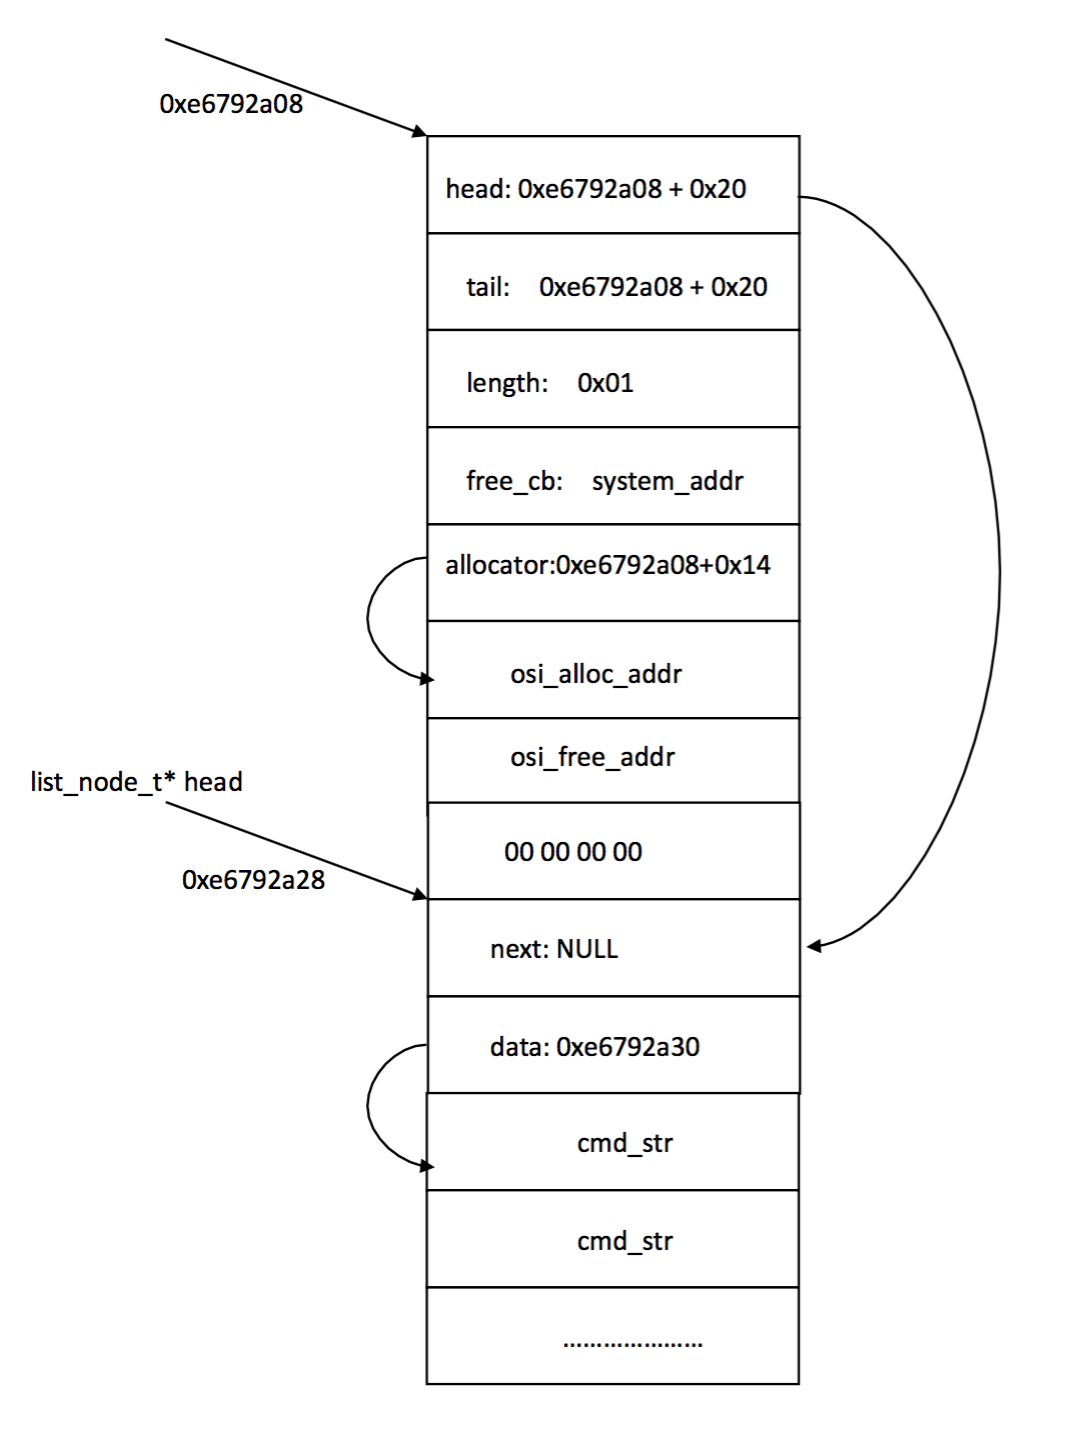 0xe6792a08
head: 0xe6792a08 + 0x20
tail: 0xe6792a08 + 0x20
length: 0x01
free_cb: system_addr
allocator:0xe6792a08+0x14
osi_alloc_addr
osi_free_addr
list_node_t* head
00 00 00 00
0xe6792a28
next: NULL
data: 0xe6792a30
cmd_str
cmd_str
.....................